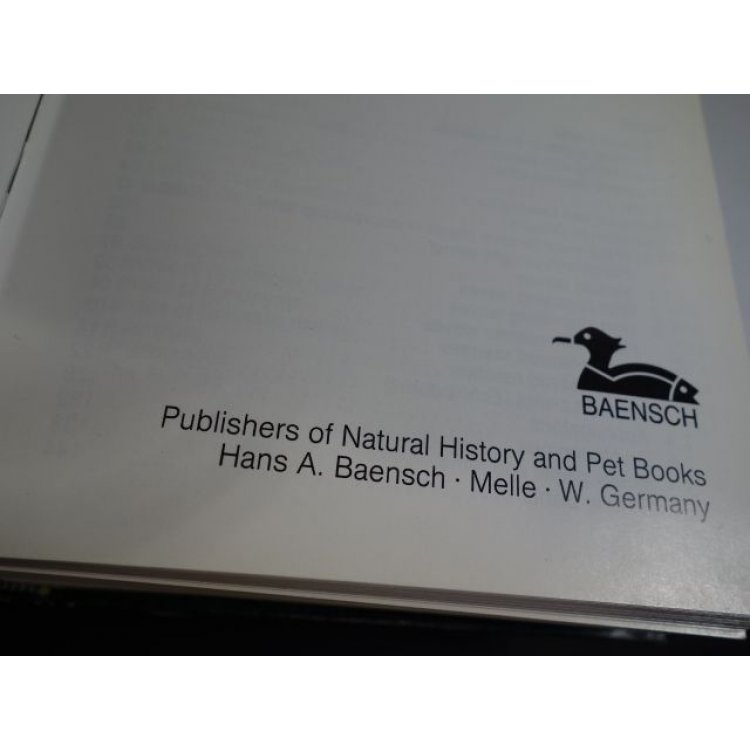 BAENSCH
Publishers of Natural History and Pet Books
Hans A. Baensch · Melle · W. Germany